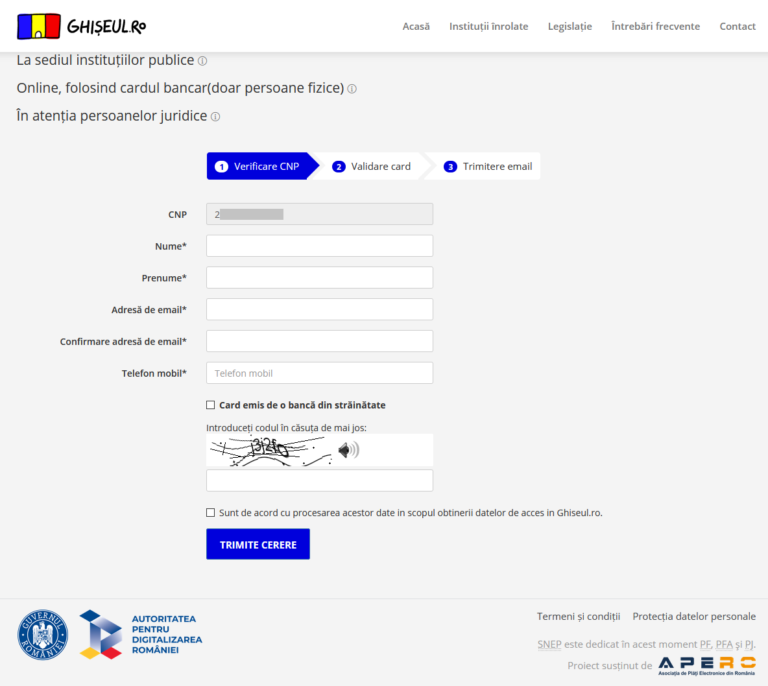 GHIȘEUL.RO
Acasă Instituții înrolate Legislație Întrebări frecvente Contact
La sediul instituțiilor publice
Online, folosind cardul bancar(doar persoane fizice)
În atenția persoanelor juridice
1 Verificare CNP 2 Validare card 3 Trimitere email
CNP 2
Nume*
Prenume*
Adresă de email*
Confirmare adresă de email*
Telefon mobil* Telefon mobil
Card emis de o bancă din străinătate
Introduceți codul în căsuța de mai jos:
Sunt de acord cu procesarea acestor date in scopul obtinerii datelor de acces in Ghiseul.ro.
TRIMITE CERERE
GUVERNUL ROMÂNIEI
AUTORITATEA
PENTRU
DIGITALIZAREA
ROMÂNIEI
Termeni și condiții Protecția datelor personale
SNEP este dedicat în acest moment PF, PFA și PJ.
Proiect susținut de APERO
Asociația de Plăți Electronice din România